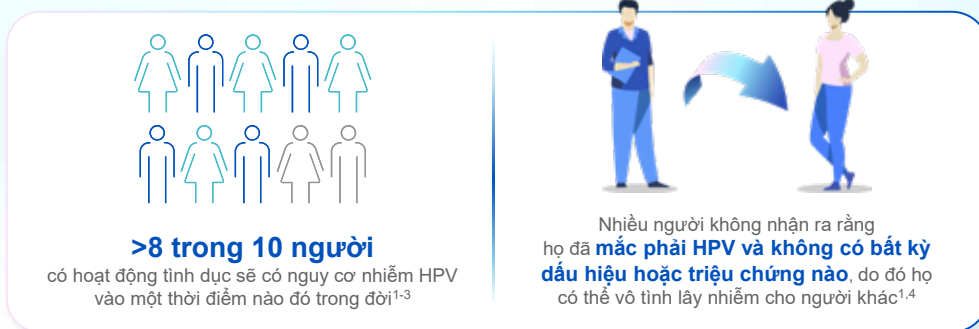 >8 trong 10 người
có hoạt động tình dục sẽ có nguy cơ nhiễm HPV
vào một thời điểm nào đó trong đời1-3
Nhiều người không nhận ra rằng
họ đã mắc phải HPV và không có bất kỳ
dấu hiệu hoặc triệu chứng nào, do đó họ
có thể vô tình lây nhiễm cho người khác1,4